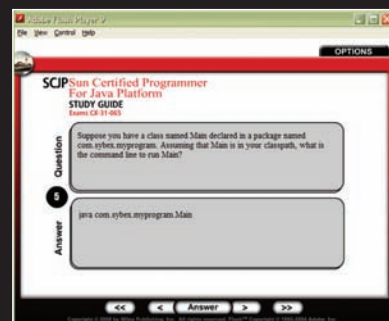 Adobe Flash Player 9
File View Control Help
OPTIONS
SCJP Sun Certified Programmer
For Java Platform
STUDY GUIDE
Exams CX-31-065
Question
Suppose you have a class named Main declared in a package named
com.sybex.myprogram. Assuming that Main is in your classpath, what is
the command line to run Main?
5
Answer
java com.sybex.myprogram.Main
<< < Answer > >>